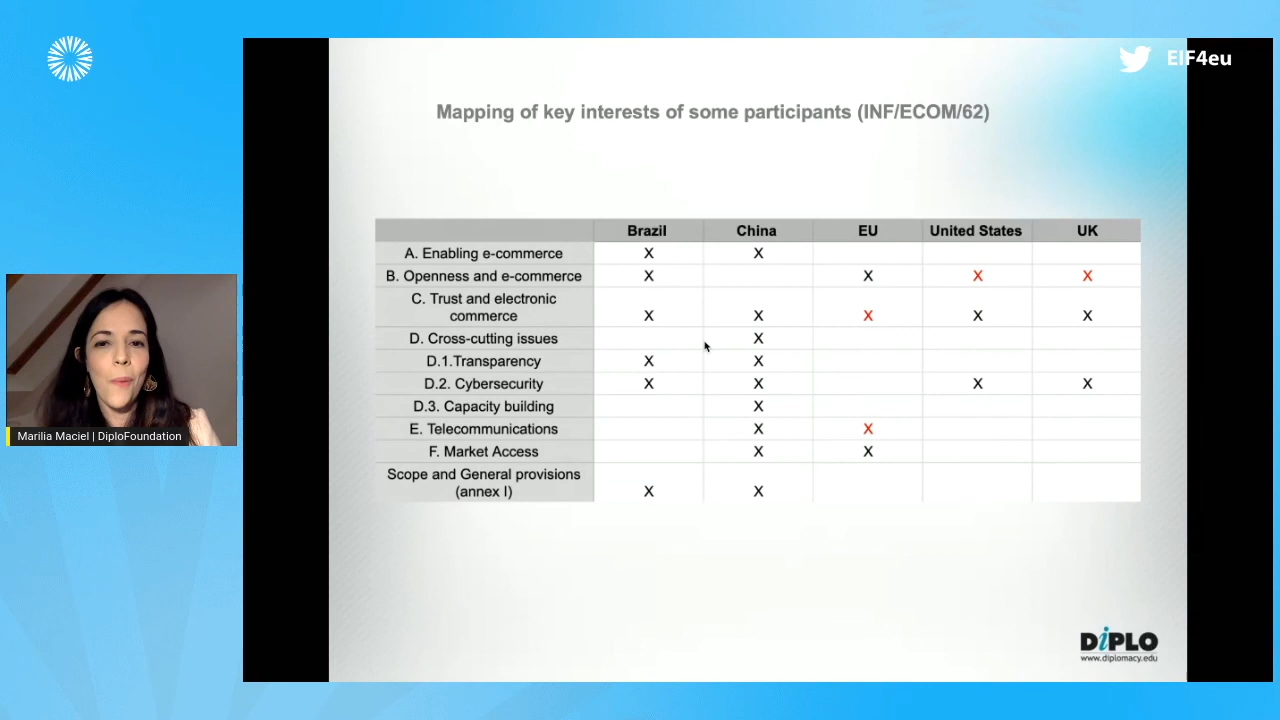 EIF4eu
Mapping of key interests of some participants (INF/ECOM/62)
Brazil China EU United States UK
A. Enabling e-commerce X X
B. Openness and e-commerce X X X X
C. Trust and electronic
commerce X X X X X
D. Cross-cutting issues X
D.1.Transparency X X
D.2. Cybersecurity X X X X
D.3. Capacity building X
E. Telecommunications X X
F. Market Access X X
Scope and General provisions
(annex I) X X
Marilia Maciel | DiploFoundation
DiPLO
www.diplomacy.edu